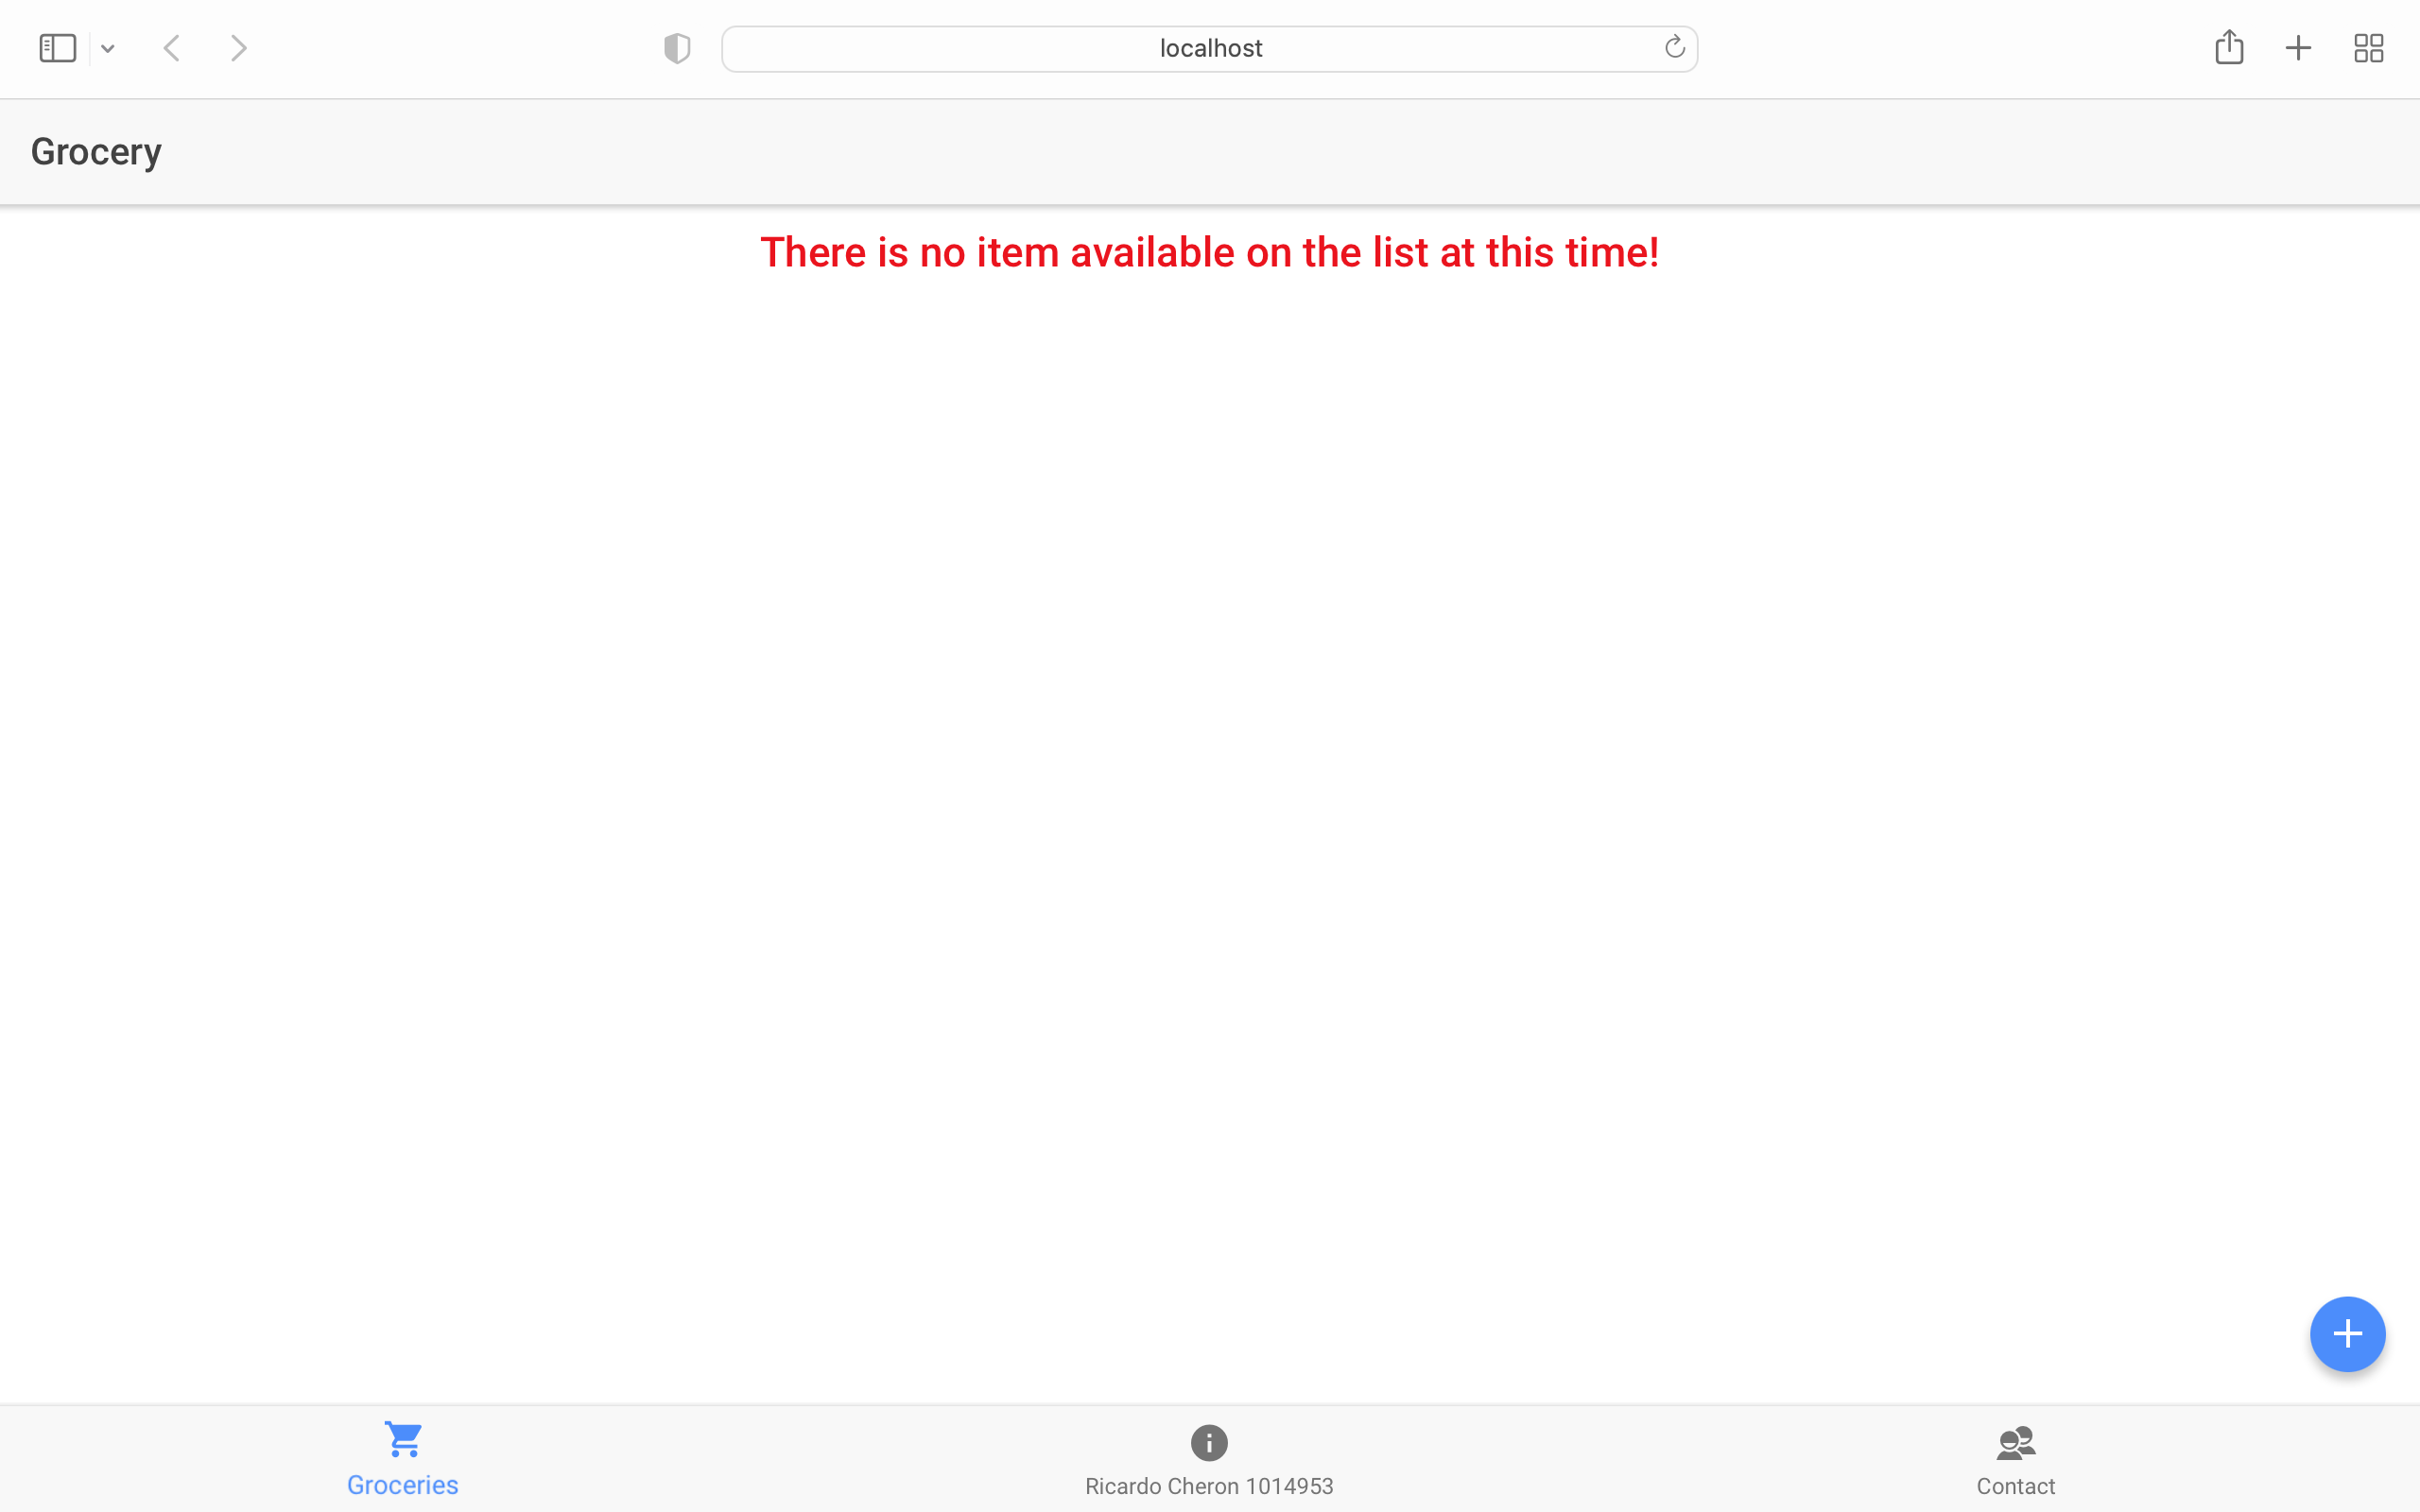 localhost
Grocery
There is no item available on the list at this time!
Groceries
Ricardo Cheron 1014953
Contact